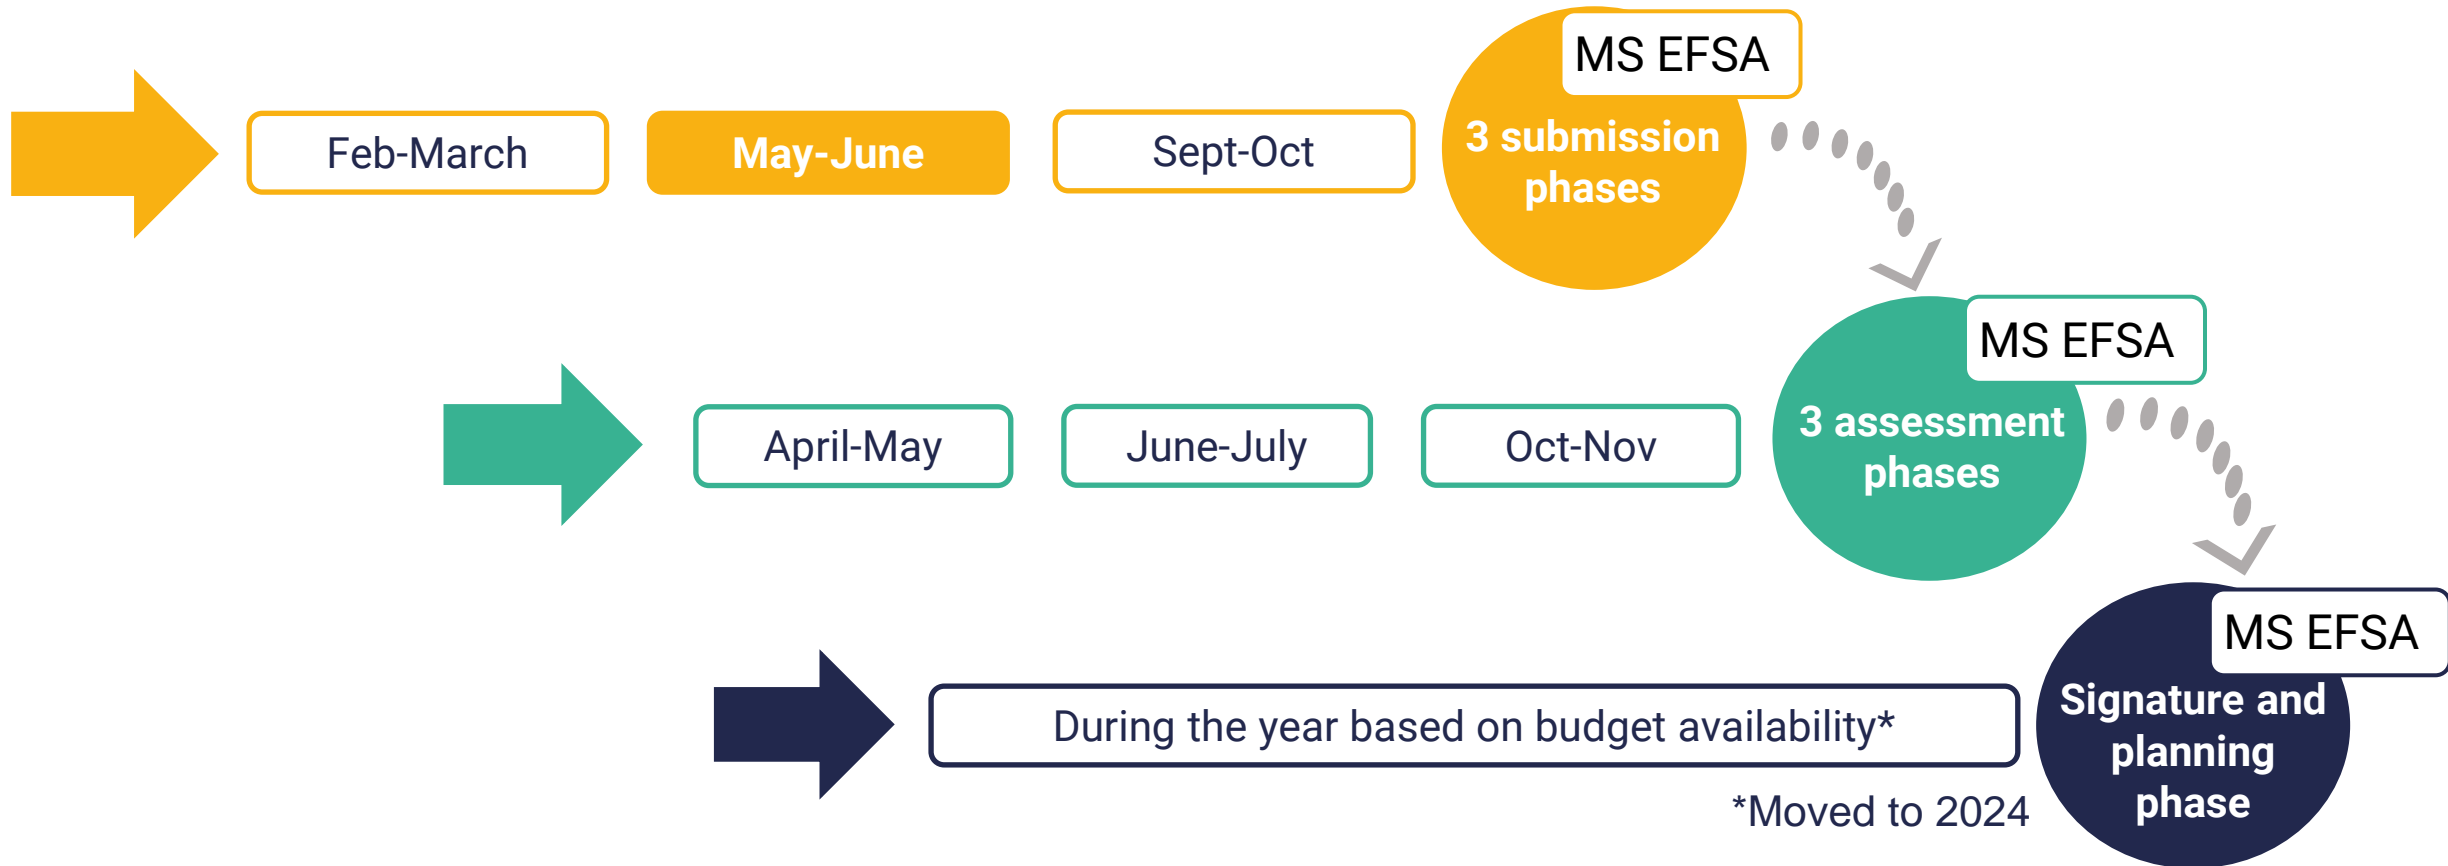 MS EFSA
Feb-March
May-June
Sept-Oct
3 submission
phases
MS EFSA
April-May
June-July
Oct-Nov
3 assessment
phases
MS EFSA
During the year based on budget availability*
Signature and
planning
phase
*Moved to 2024